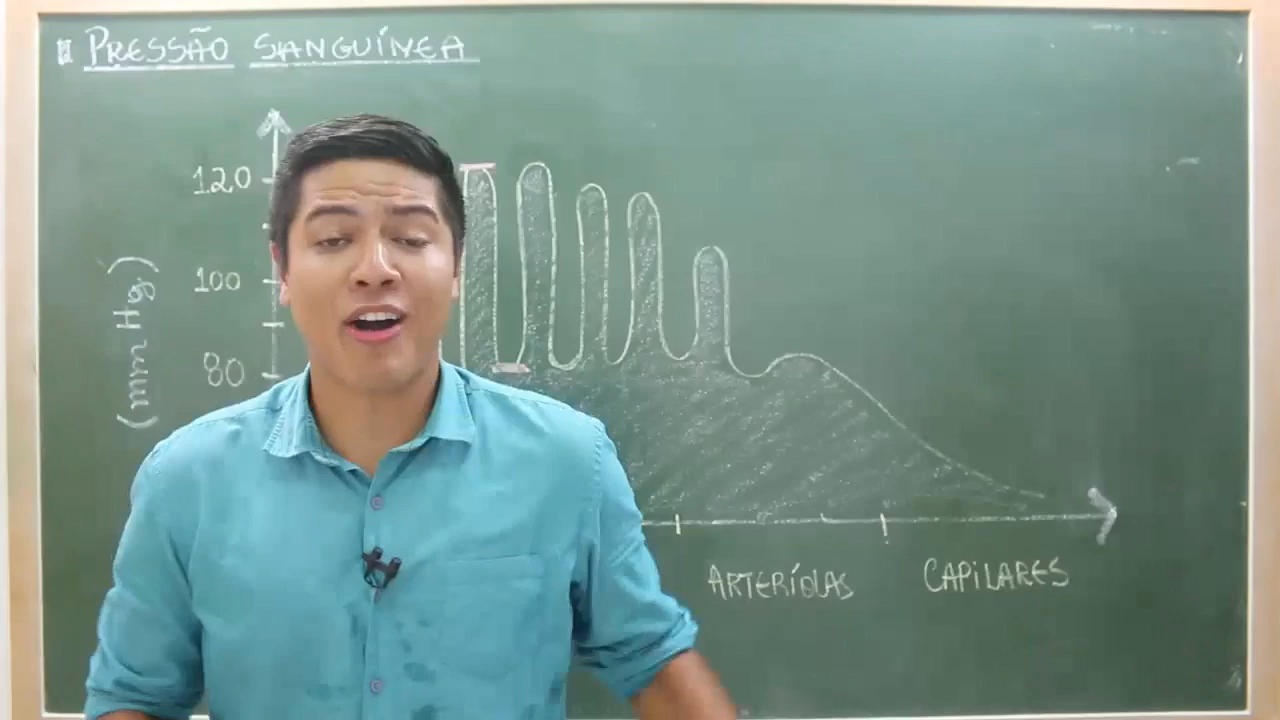 PRESSÃO SANGUÍNEA
120
100
80
(mm Hg)
ARTERÍOLAS
CAPILARES